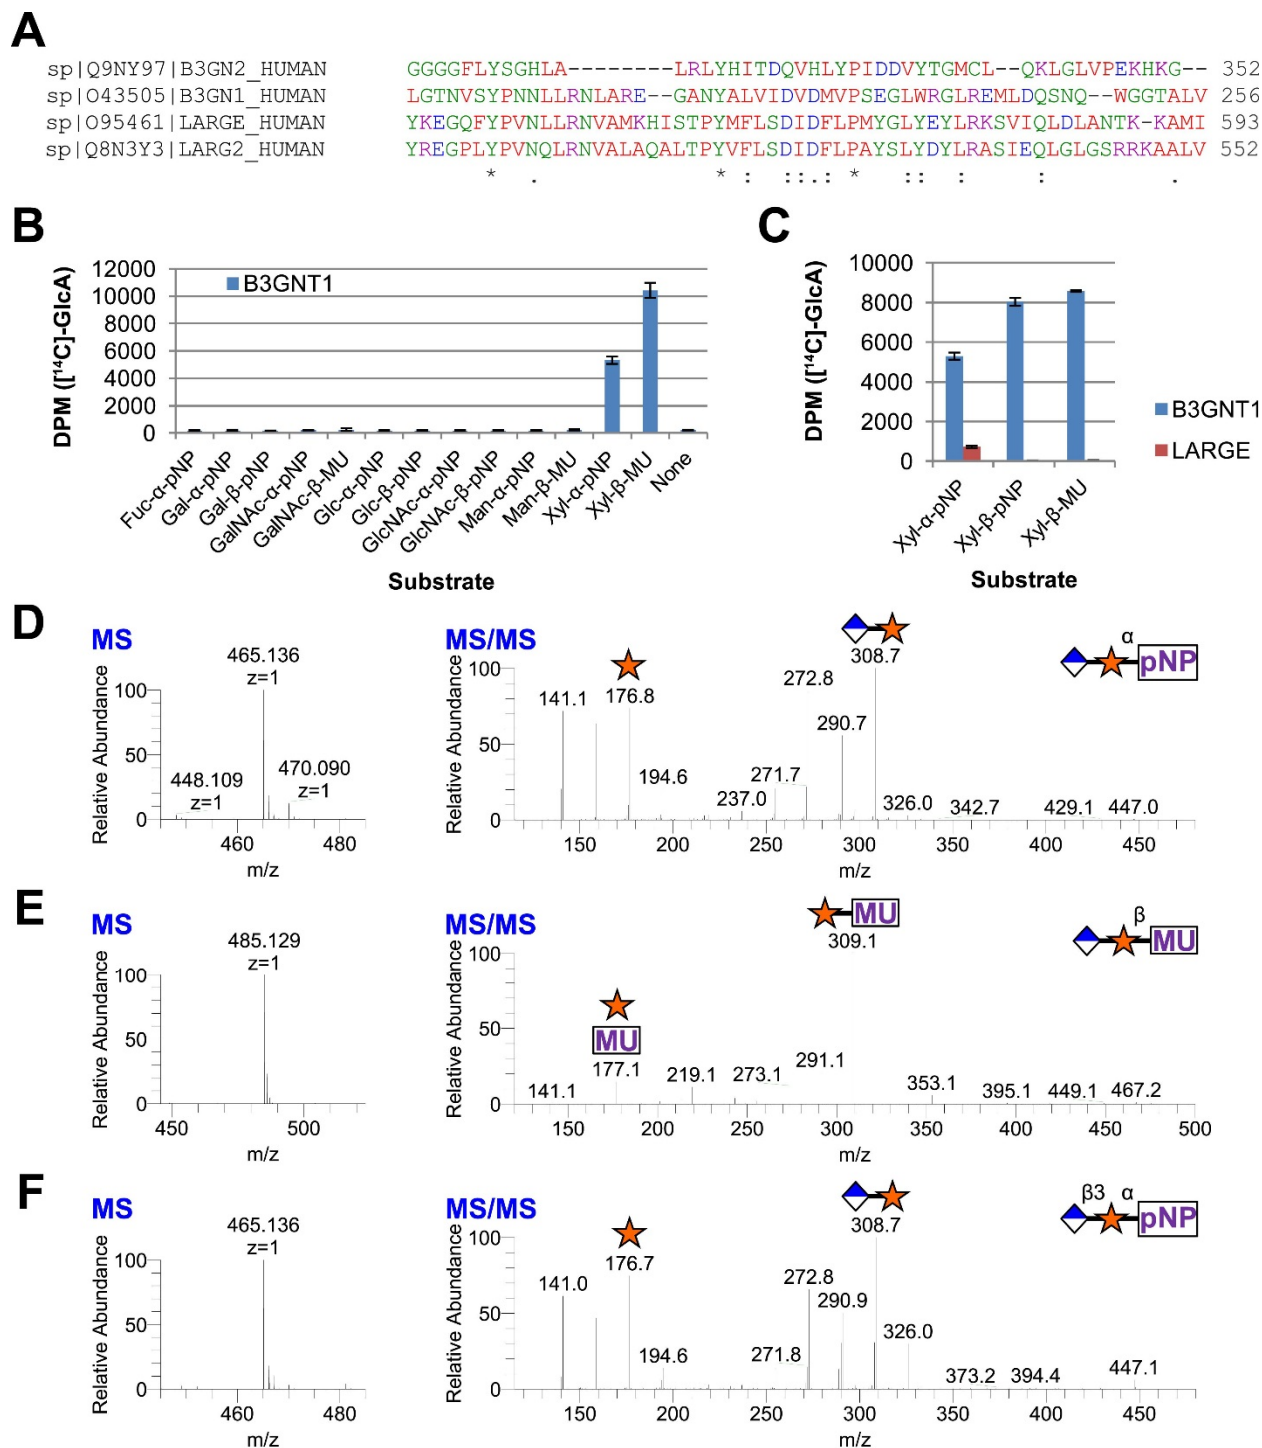 A
sp|Q9NY97|B3GN2_HUMAN GGGGFLYSGHLA--------LRLYHITDQVHLYPIDDVYTGMCL--QKLGLVPEKHKG-- 352
sp|O43505|B3GN1_HUMAN LGTNVSYPNNLLRNLARE--GANYALVIDVDMVPSEGLWRGLREMLDQSNQ--WGGTALV 256
sp|O95461|LARGE_HUMAN YKEGQFYPVNLLRNVAMKHISTPYMFLSDIDFLPMYGLYEYLRKSVIQLDLANTK-KAMI 593
sp|Q8N3Y3|LARG2_HUMAN YREGPLYPVNQLRNVALAQALTPYVFLSDIDFLPAYSLYDYLRASIEQLGLGSRRKAALV 552
* . * : ::.: * :: : : .
B
DPM ([¹⁴C]-GlcA)
12000
10000
8000
6000
4000
2000
0
B3GNT1
Fuc-α-pNP
Gal-α-pNP
Gal-β-pNP
GalNAc-α-pNP
GalNAc-β-MU
Glc-α-pNP
Glc-β-pNP
GlcNAc-α-pNP
GlcNAc-β-pNP
Man-α-pNP
Man-β-MU
Xyl-α-pNP
Xyl-β-MU
None
Substrate
C
DPM ([¹⁴C]-GlcA)
10000
8000
6000
4000
2000
0
B3GNT1
LARGE
Xyl-α-pNP
Xyl-β-pNP
Xyl-β-MU
Substrate
D
MS
Relative Abundance
100
50
0
465.136
z=1
448.109
z=1
470.090
z=1
460 480
m/z
MS/MS
Relative Abundance
100
50
0
141.1
176.8
194.6
237.0
271.7
272.8
290.7
308.7
326.0
342.7
429.1
447.0
α
pNP
150 200 250 300 350 400 450
m/z
E
MS
Relative Abundance
100
50
0
485.129
z=1
450 500
m/z
MS/MS
Relative Abundance
100
50
0
141.1
MU
177.1
219.1
273.1
291.1
MU
309.1
353.1
395.1
449.1
467.2
β
MU
150 200 250 300 350 400 450 500
m/z
F
MS
Relative Abundance
100
50
0
465.136
z=1
460 480
m/z
MS/MS
Relative Abundance
100
50
0
141.0
176.7
194.6
271.8
272.8
290.9
308.7
326.0
373.2
394.4
447.1
β3 α
pNP
150 200 250 300 350 400 450
m/z